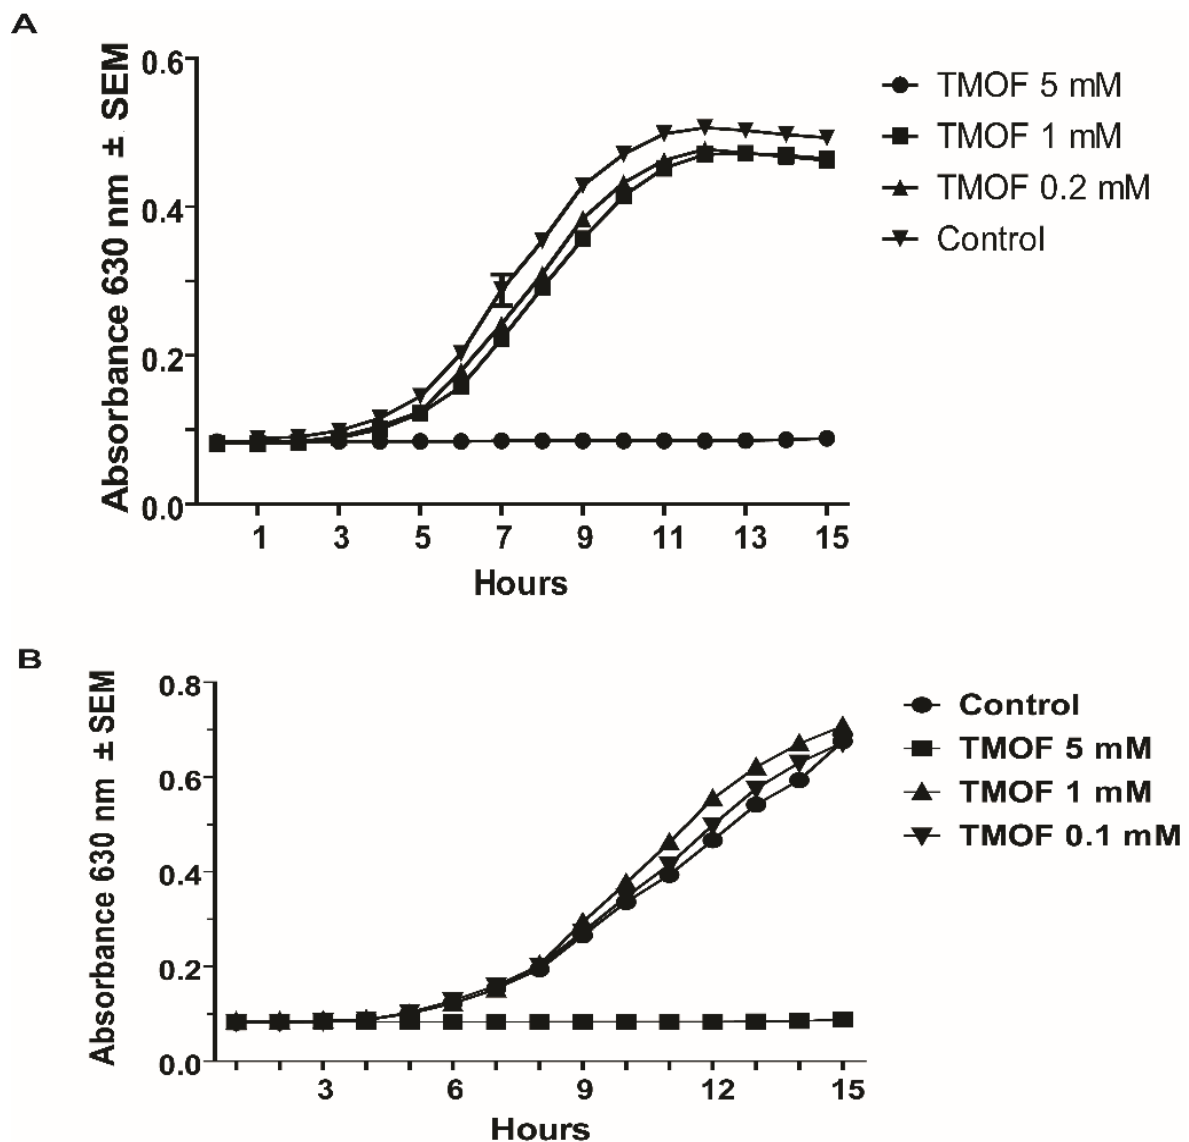 A
Absorbance 630 nm ± SEM
0.6
0.4
0.2
0.0
1 3 5 7 9 11 13 15
Hours
TMOF 5 mM
TMOF 1 mM
TMOF 0.2 mM
Control
B
Absorbance 630 nm ± SEM
0.8
0.6
0.4
0.2
0.0
3 6 9 12 15
Hours
Control
TMOF 5 mM
TMOF 1 mM
TMOF 0.1 mM